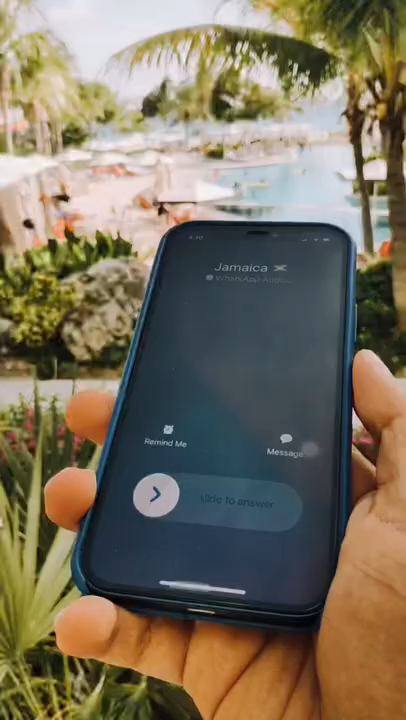 Jamaica 🇯🇲
WhatsApp Audio...
Remind Me
Message
slide to answer